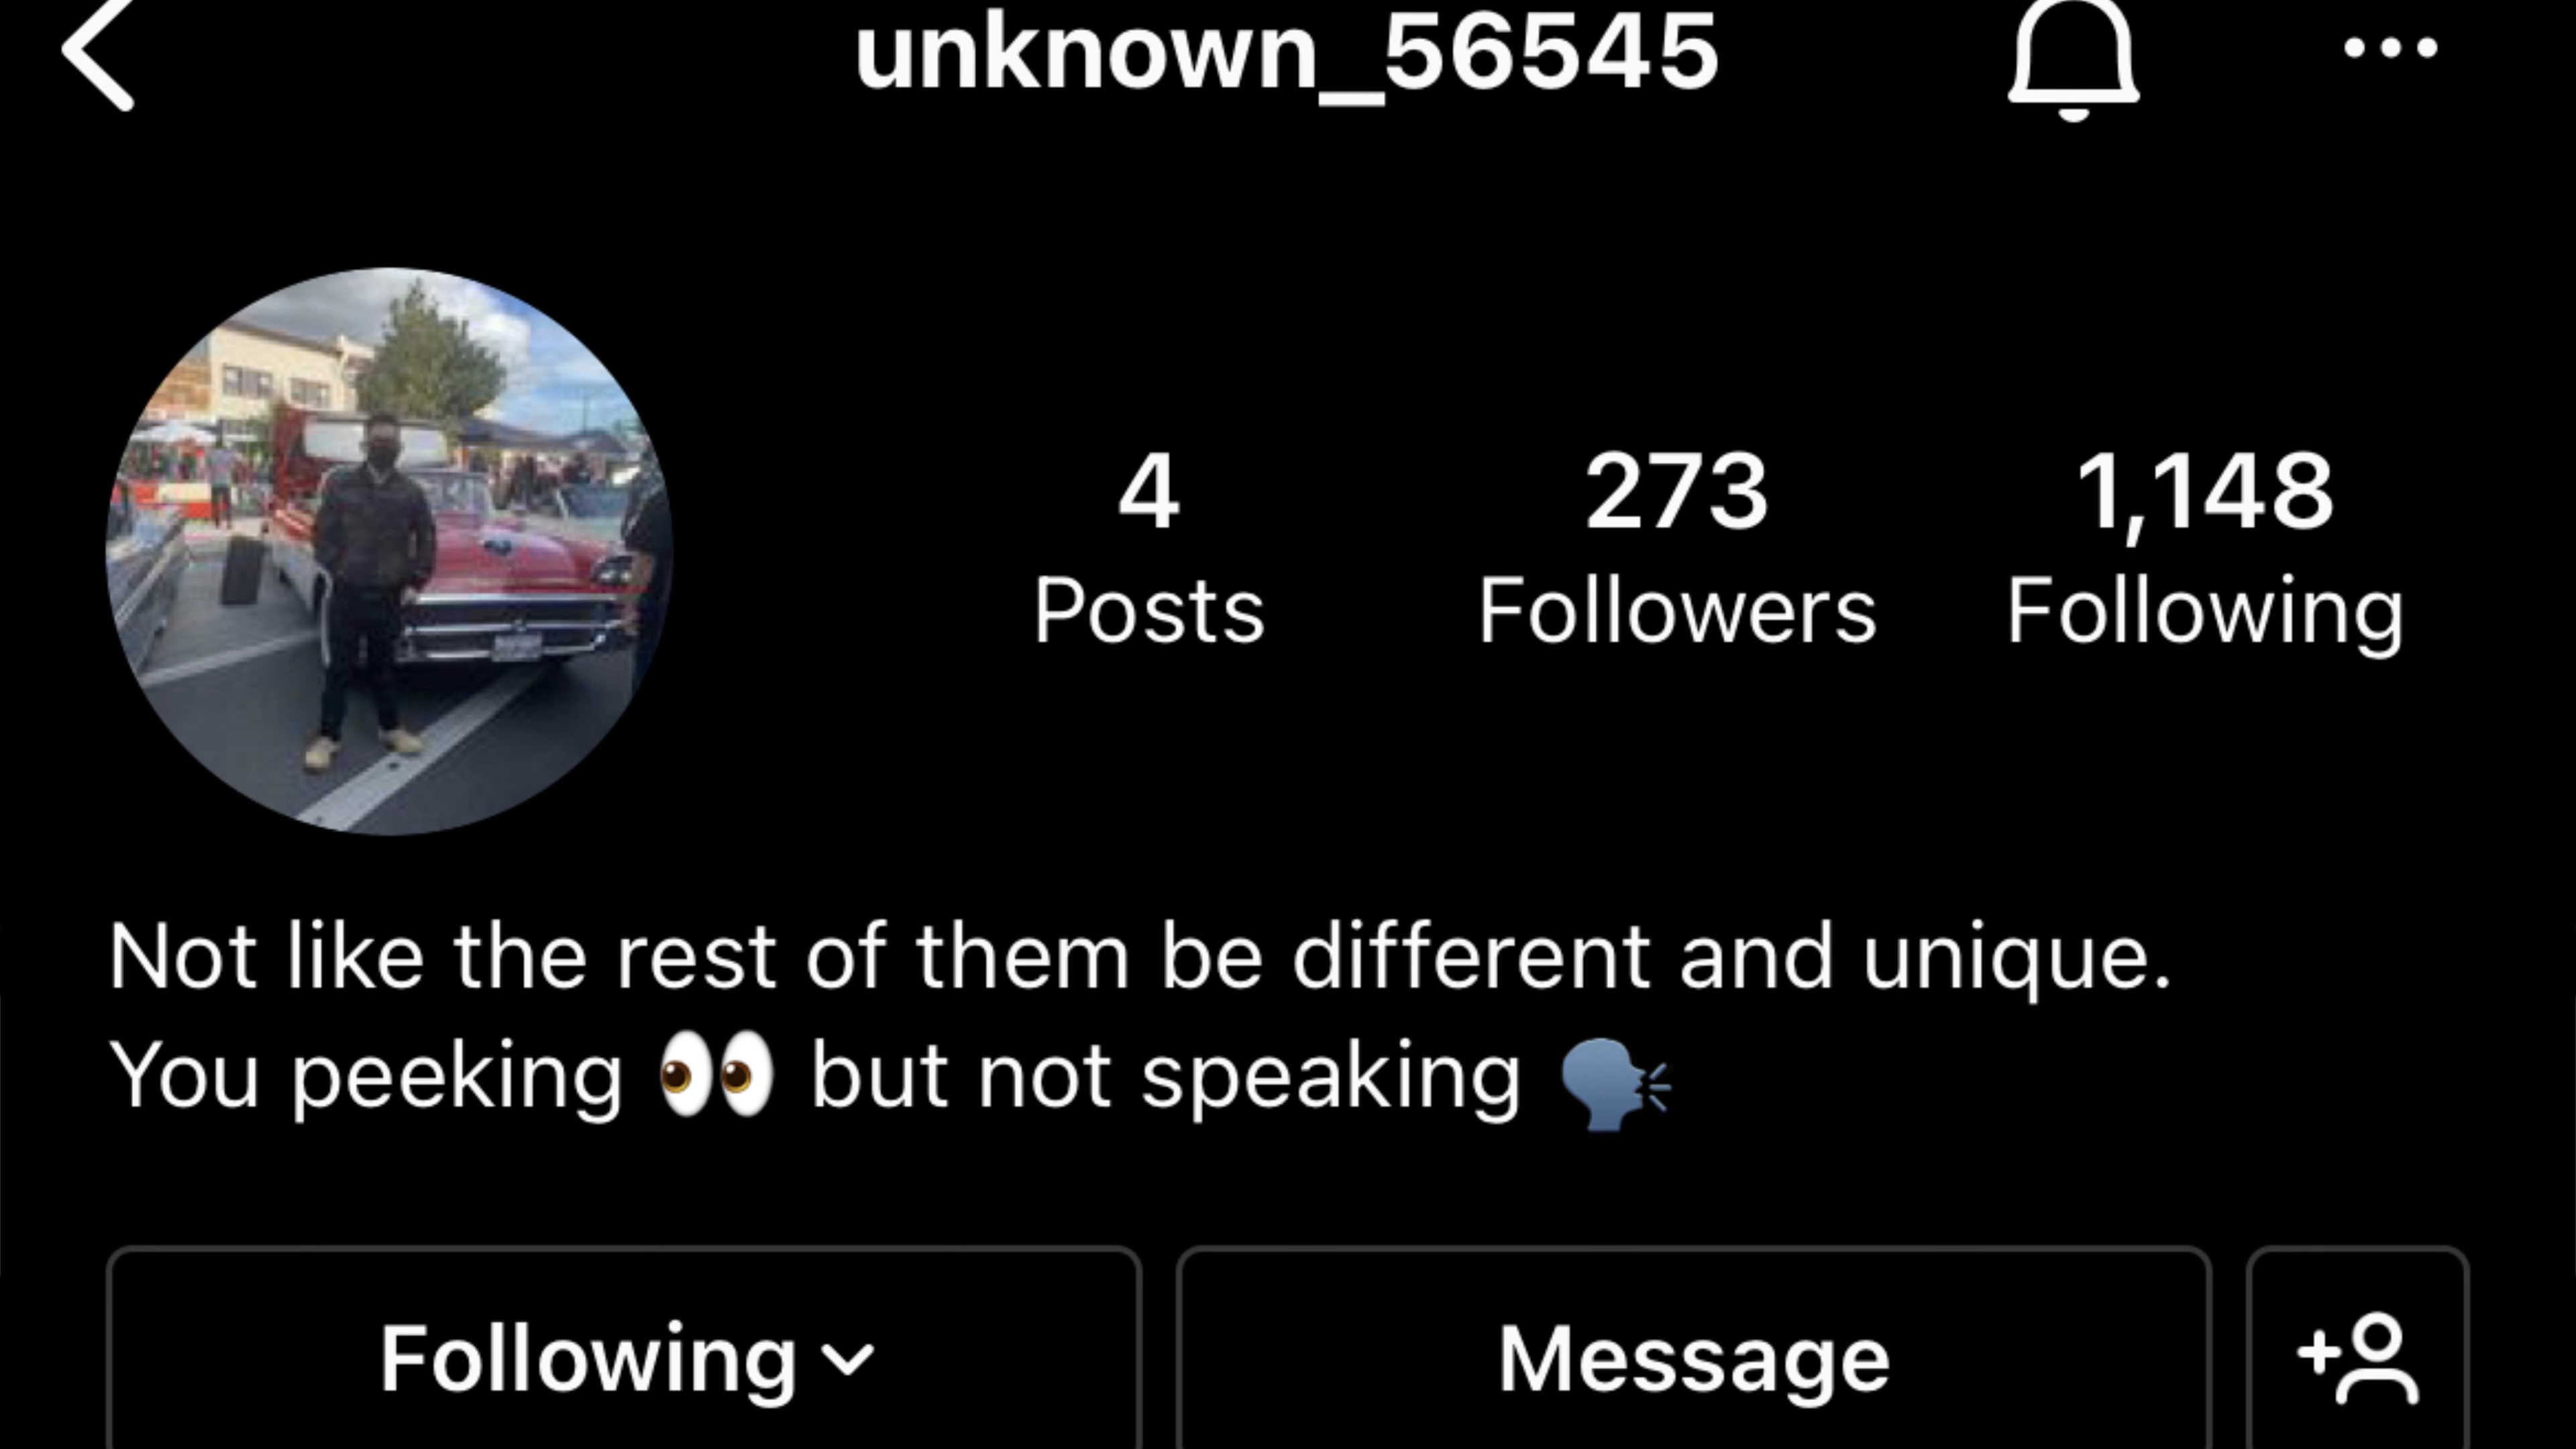 unknown_56545
4
Posts
273
Followers
1,148
Following
Not like the rest of them be different and unique.
You peeking 👀 but not speaking 🗣
Following
Message